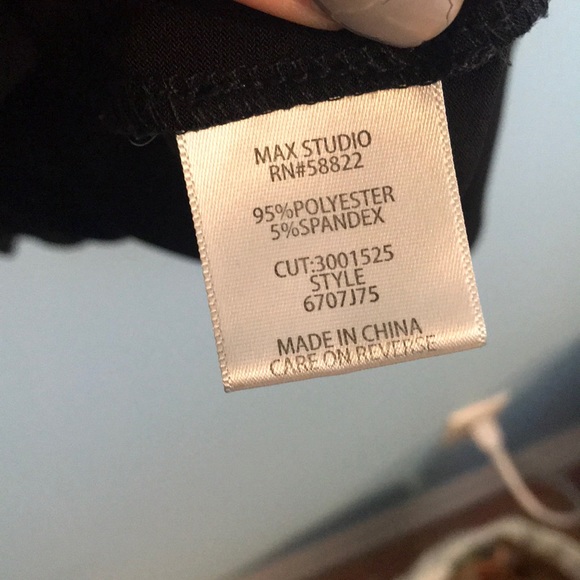 MAX STUDIO
RN#58822
95%POLYESTER
5%SPANDEX
CUT:3001525
STYLE
6707J75
MADE IN CHINA
CARE ON REVERSE